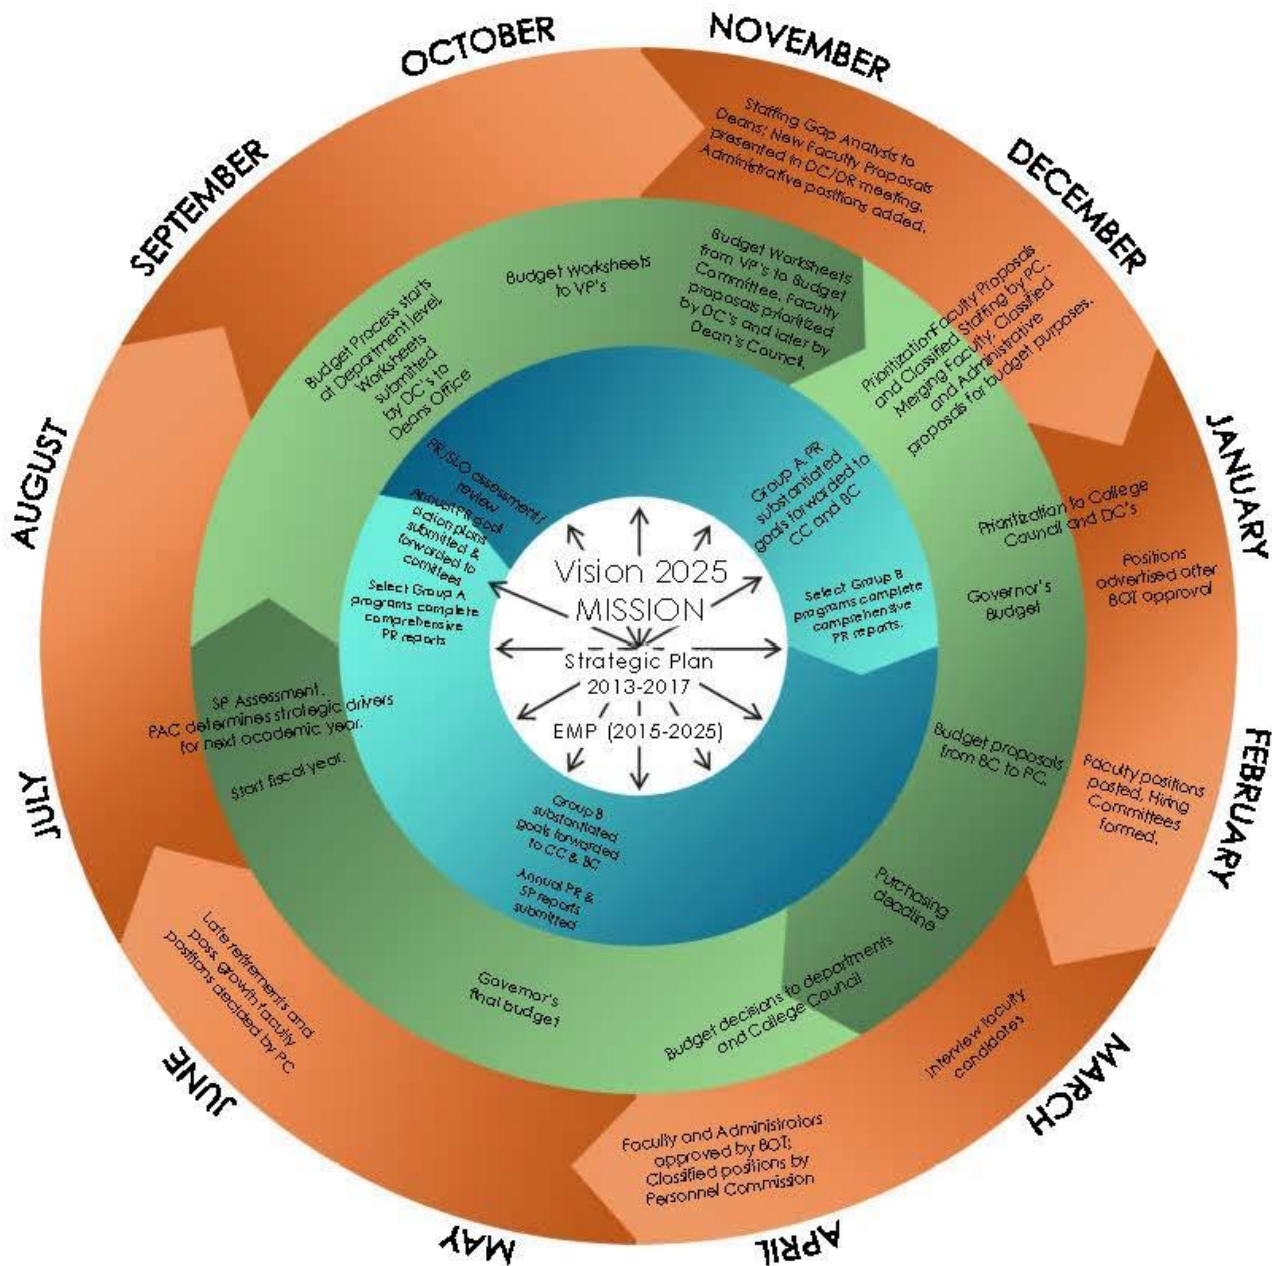 OCTOBER
NOVEMBER
DECEMBER
JANUARY
FEBRUARY
MARCH
APRIL
MAY
JUNE
JULY
AUGUST
SEPTEMBER
Staffing Gap Analysis to
Deans; New Faculty Proposals
presented in DC/DR meeting.
Administrative positions added.
Positions
advertised after
BOT approval
Faculty positions
posted, Hiring
Committees
formed.
Interview faculty
candidates
Faculty and Administrators
approved by BOT;
Classified positions by
Personnel Commission
Late retirements and
poss. growth faculty
positions decided by PC
Budget Process starts
at Department level.
Worksheets
submitted
by DC's to
Deans Office
Budget Worksheets
to VP's
Budget Worksheets
from VP's to Budget
Committee. Faculty
proposals prioritized
by DC's and later by
Dean's Council.
Prioritization Faculty Proposals
and Classified Staffing by PC.
Merging Faculty, Classified
and Administrative
proposals for budget purposes.
Prioritization to College
Council and DC's
Governor's
Budget
Budget proposals
from BC to PC.
Purchasing
deadline
Budget decisions to departments
and College Council
Governor's
final budget
SP Assessment.
PAC determines strategic drivers
for next academic year.
Start fiscal year.
PR/SLO assessment/
review
Annual PR goal
action plans
submitted &
forwarded to
comittees
Select Group A
programs complete
comprehensive
PR reports
Group A PR
substantiated
goals forwarded to
CC and BC
Select Group B
programs complete
comprehensive
PR reports.
Group B
substantiated
goals forwarded
to CC & BC
Annual PR &
SP reports
submitted
Vision 2025
MISSION
Strategic Plan
2013-2017
EMP (2015-2025)